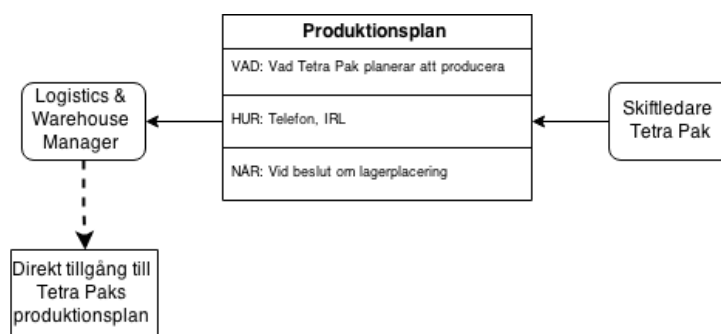 Produktionsplan
VAD: Vad Tetra Pak planerar att producera
HUR: Telefon, IRL
NÄR: Vid beslut om lagerplacering
Logistics &
Warehouse
Manager
Skiftledare
Tetra Pak
Direkt tillgång till
Tetra Paks
produktionsplan